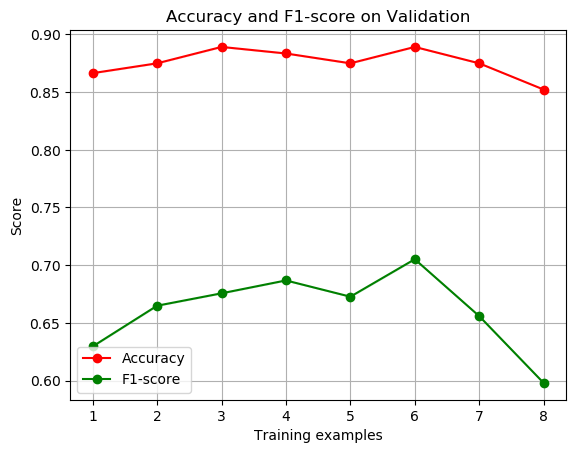 Accuracy and F1-score on Validation
0.90
0.85
0.80
0.75
0.70
0.65
0.60
Score
Accuracy
F1-score
1 2 3 4 5 6 7 8
Training examples